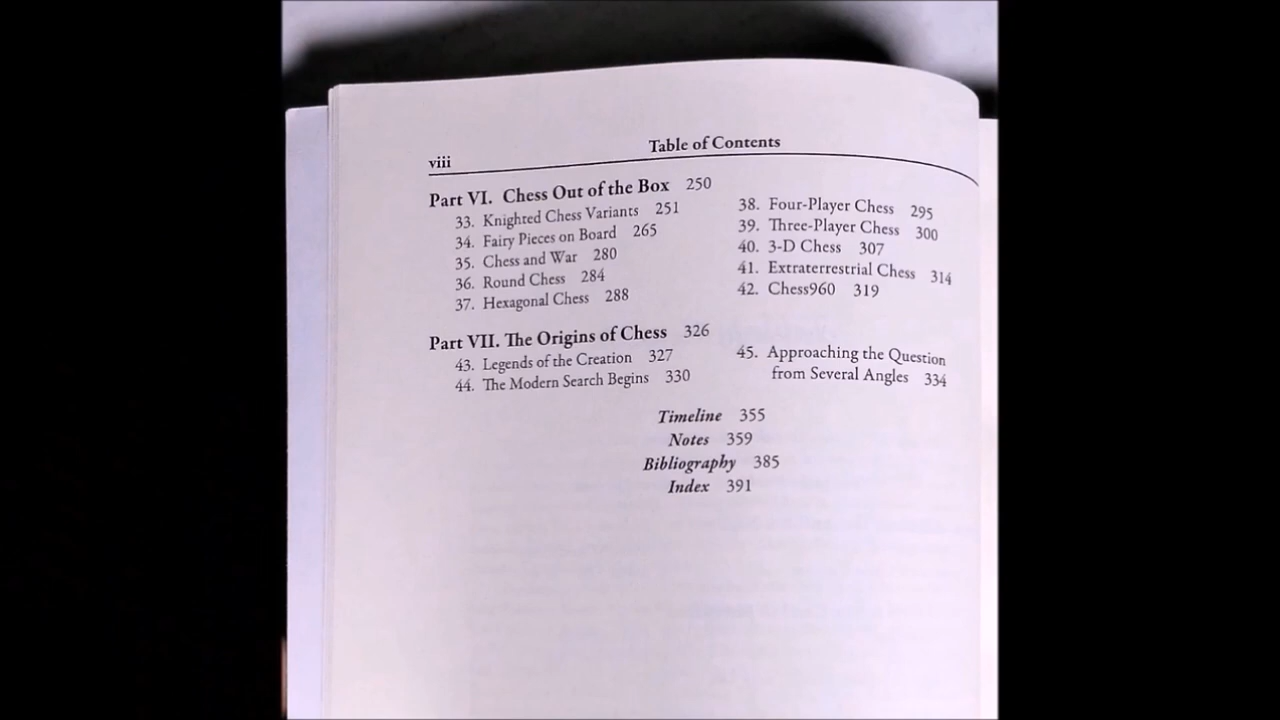 viii
Table of Contents
Part VI. Chess Out of the Box 250
33. Knighted Chess Variants 251
34. Fairy Pieces on Board 265
35. Chess and War 280
36. Round Chess 284
37. Hexagonal Chess 288
38. Four-Player Chess 295
39. Three-Player Chess 300
40. 3-D Chess 307
41. Extraterrestrial Chess 314
42. Chess960 319
Part VII. The Origins of Chess 326
43. Legends of the Creation 327
44. The Modern Search Begins 330
45. Approaching the Question
from Several Angles 334
Timeline 355
Notes 359
Bibliography 385
Index 391